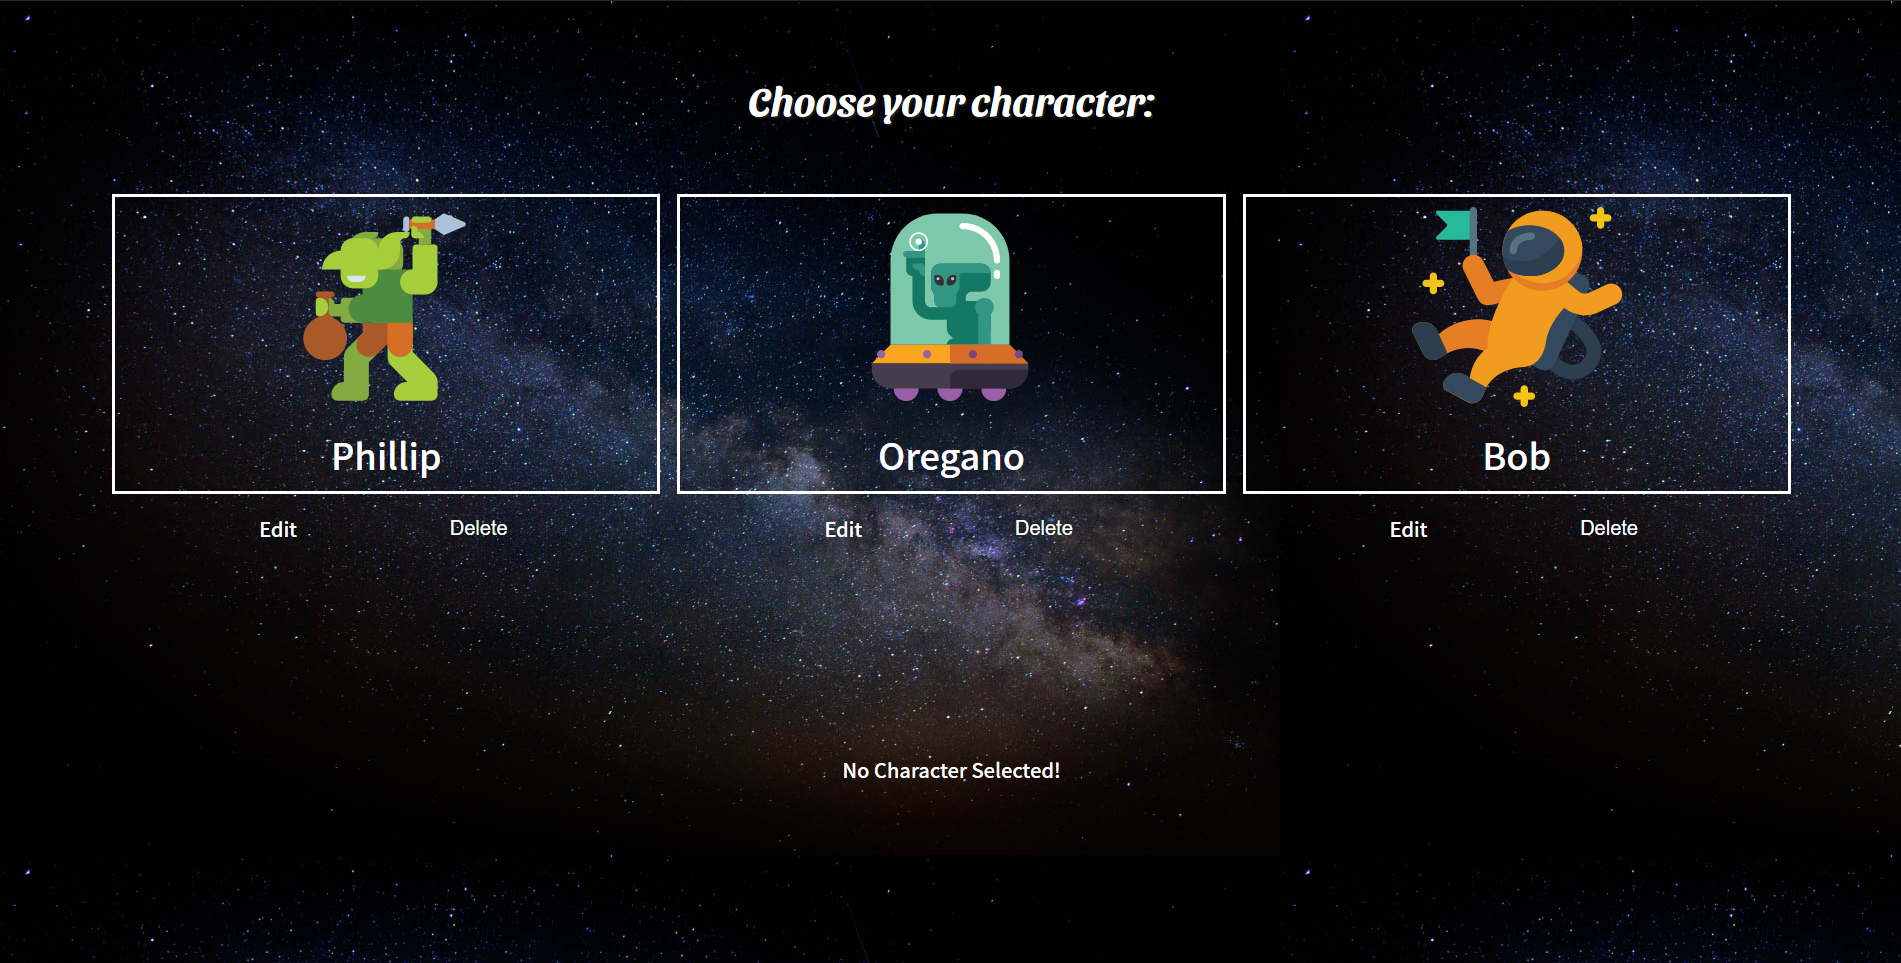 Choose your character:
Phillip
Oregano
Bob
Edit Delete
Edit Delete
Edit Delete
No Character Selected!